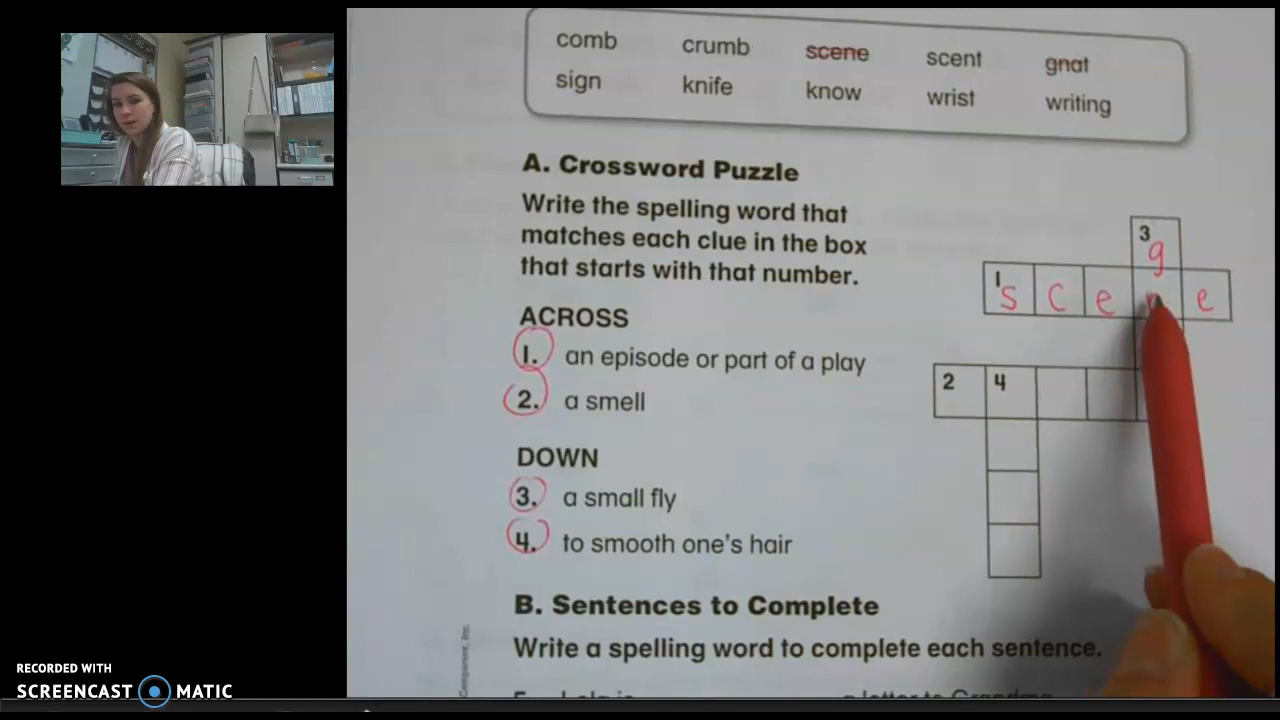 comb crumb scene scent gnat
sign knife know wrist writing
A. Crossword Puzzle
Write the spelling word that
matches each clue in the box
that starts with that number.
ACROSS
1. an episode or part of a play
2. a smell
DOWN
3. a small fly
4. to smooth one's hair
3
g
1 s c e n e
2 4
B. Sentences to Complete
Write a spelling word to complete each sentence.
a letter to Grandma
RECORDED WITH
SCREENCAST MATIC